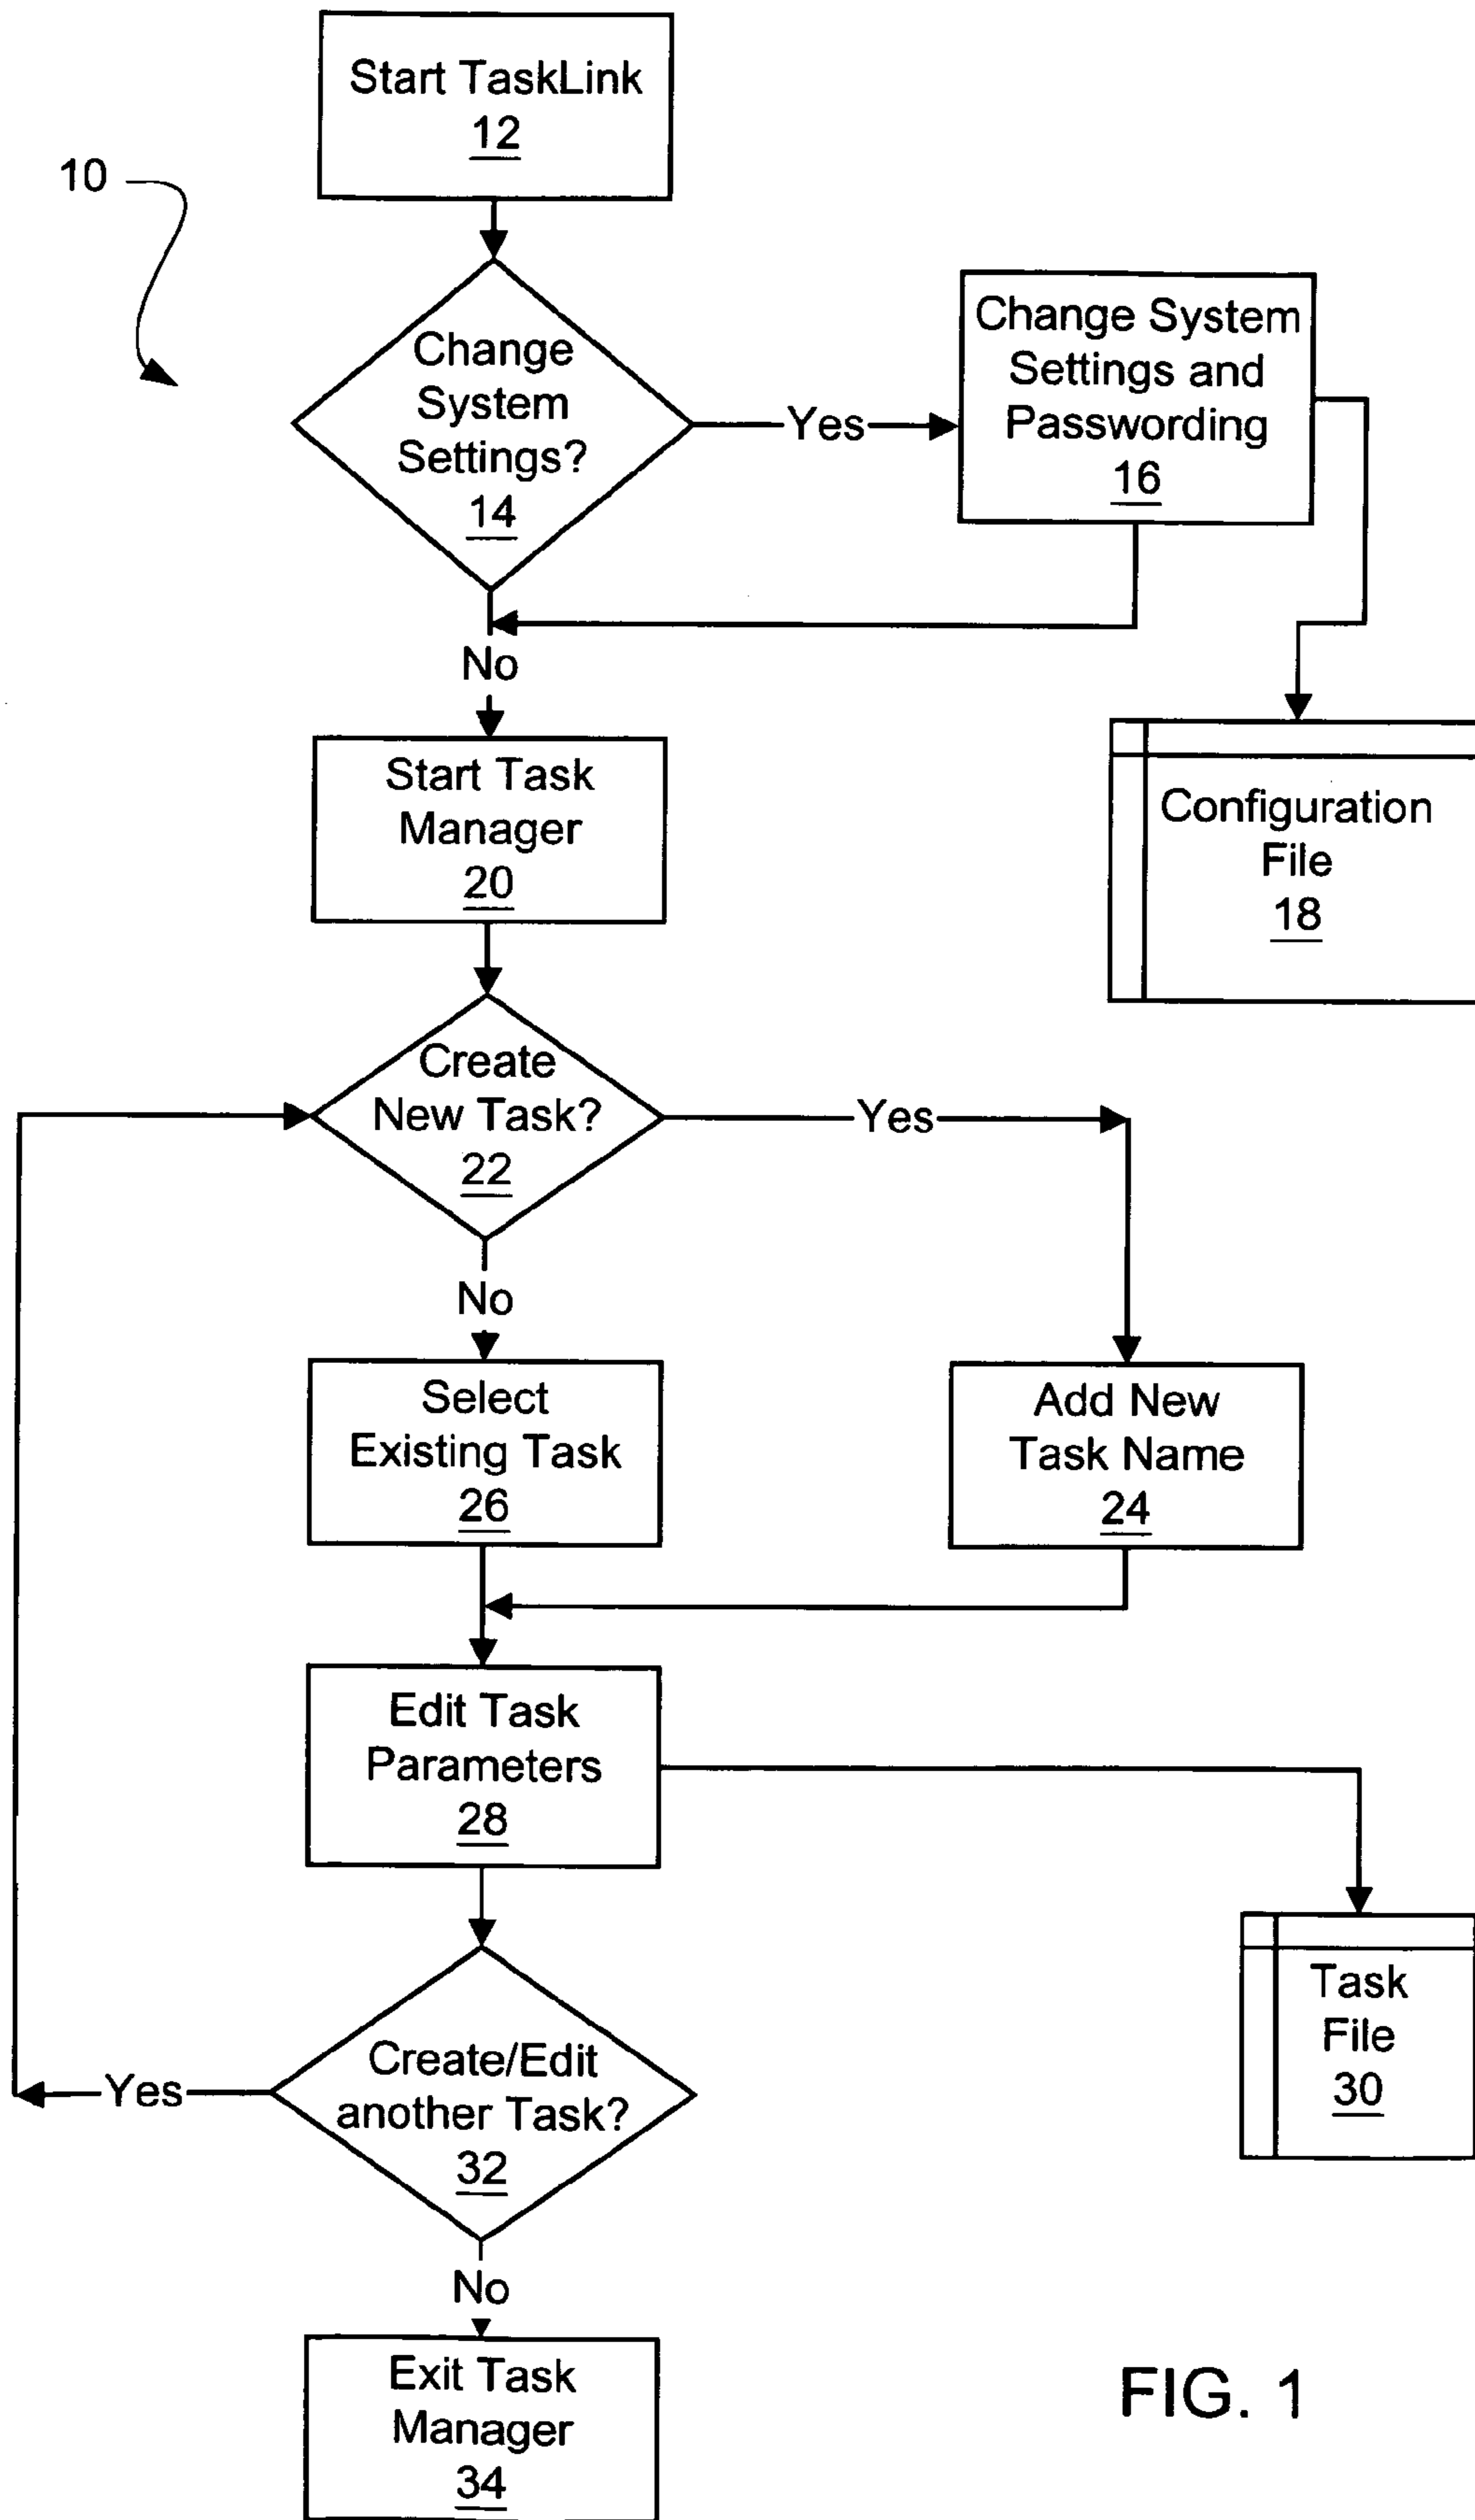 Start TaskLink
12
10
Change
System
Settings?
14
Yes
Change System
Settings and
Passwording
16
No
Start Task
Manager
20
Configuration
File
18
Create
New Task?
22
Yes
No
Select
Existing Task
26
Add New
Task Name
24
Edit Task
Parameters
28
Task
File
30
Create/Edit
another Task?
32
Yes
No
Exit Task
Manager
34
FIG. 1